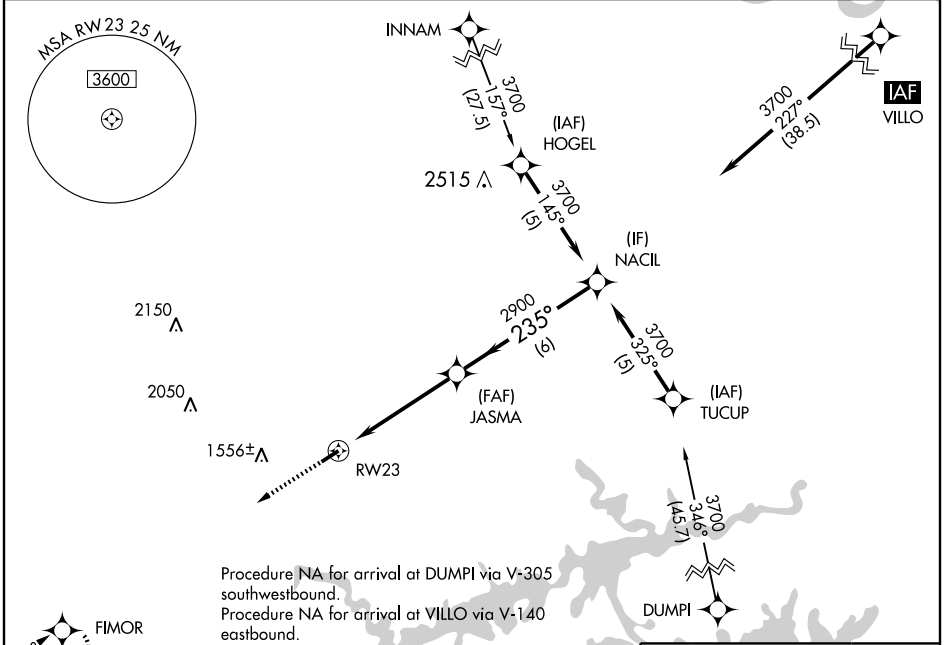 MSA RW 23 25 NM
3600
INNAM
3700
157°
(27.5)
(IAF)
HOGEL
2515
3700
145°
(5)
IAF
VILLO
3700
227°
(38.5)
(IF)
NACIL
2900
235°
(6)
3700
325°
(5)
(IAF)
TUCUP
(FAF)
JASMA
2150
2050
1556±
RW23
3700
346°
(45.7)
DUMPI
Procedure NA for arrival at DUMPI via V-305
southwestbound.
Procedure NA for arrival at VILLO via V-140
eastbound.
FIMOR